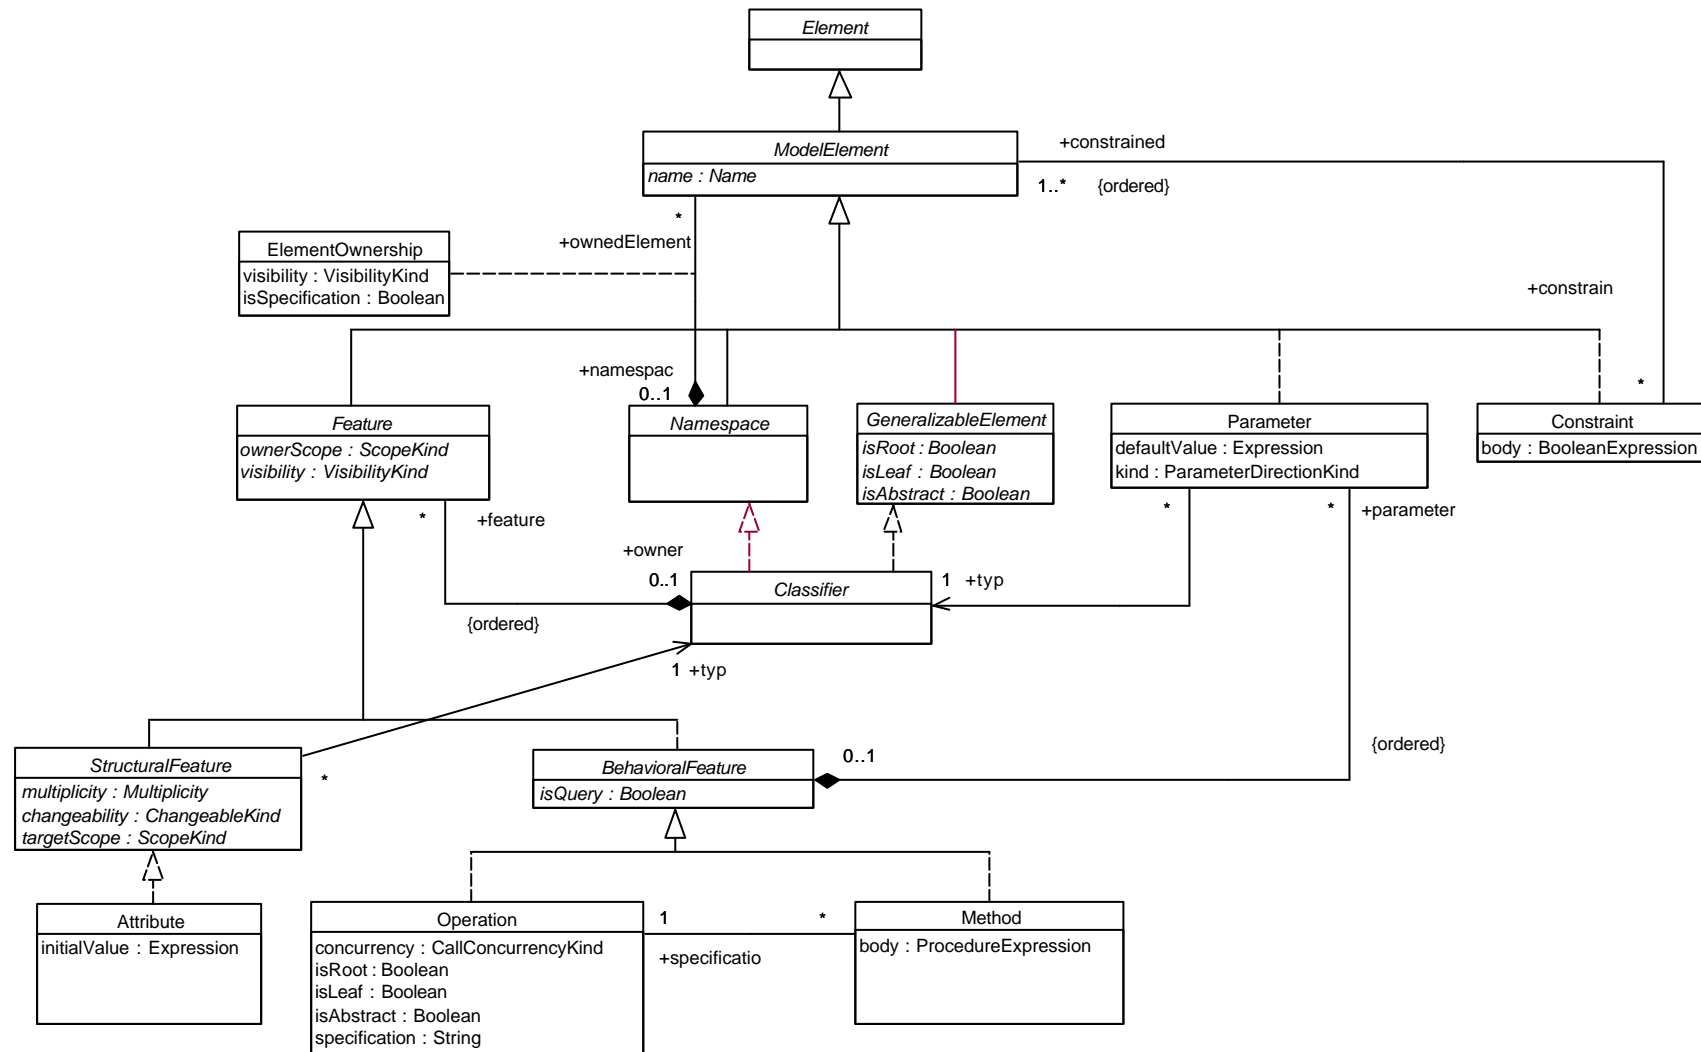 Element
ModelElement
name : Name
+constrained
1..*
{ordered}
*
+ownedElement
ElementOwnership
visibility : VisibilityKind
isSpecification : Boolean
+constrain
+namespac
0..1
*
Feature
ownerScope : ScopeKind
visibility : VisibilityKind
Namespace
GeneralizableElement
isRoot : Boolean
isLeaf : Boolean
isAbstract : Boolean
Parameter
defaultValue : Expression
kind : ParameterDirectionKind
Constraint
body : BooleanExpression
*
+feature
*
*
+parameter
+owner
0..1
Classifier
1
+typ
{ordered}
1
+typ
StructuralFeature
multiplicity : Multiplicity
changeability : ChangeableKind
targetScope : ScopeKind
*
BehavioralFeature
isQuery : Boolean
0..1
{ordered}
Attribute
initialValue : Expression
Operation
concurrency : CallConcurrencyKind
isRoot : Boolean
isLeaf : Boolean
isAbstract : Boolean
specification : String
1
*
+specificatio
Method
body : ProcedureExpression